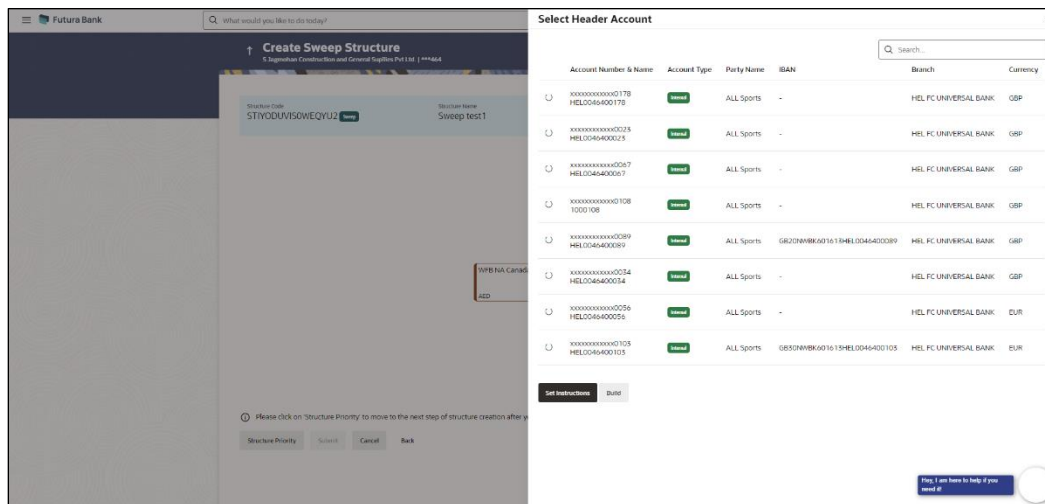 Futura Bank
What would you like to do today?
Create Sweep Structure
S Jagmohan Construction and General Supllies Pvt Ltd. | ***464
Structure Code
STIYODUVISOWEQYU2 Sweep
Structure Name
Sweep test1
WFB NA Canada
AED
Please click on 'Structure Priority' to move to the next step of structure creation after
Structure Priority Submit Cancel Back
Select Header Account
Search...
Account Number & Name Account Type Party Name IBAN Branch Currency
xxxxxxxxxxxx0178 Internal ALL Sports - HEL FC UNIVERSAL BANK GBP
HEL0046400178
xxxxxxxxxxxx0023 Internal ALL Sports - HEL FC UNIVERSAL BANK GBP
HEL0046400023
xxxxxxxxxxxx0067 Internal ALL Sports - HEL FC UNIVERSAL BANK GBP
HEL0046400067
xxxxxxxxxxxx0108 Internal ALL Sports - HEL FC UNIVERSAL BANK GBP
1000108
xxxxxxxxxxxx0089 Internal ALL Sports GB20NWBK601613HEL0046400089 HEL FC UNIVERSAL BANK GBP
HEL0046400089
xxxxxxxxxxxx0034 Internal ALL Sports - HEL FC UNIVERSAL BANK GBP
HEL0046400034
xxxxxxxxxxxx0056 Internal ALL Sports - HEL FC UNIVERSAL BANK EUR
HEL0046400056
xxxxxxxxxxxx0103 Internal ALL Sports GB30NWBK601613HEL0046400103 HEL FC UNIVERSAL BANK EUR
HEL0046400103
Set Instructions Build
Hey, I am here to help if you
need it!